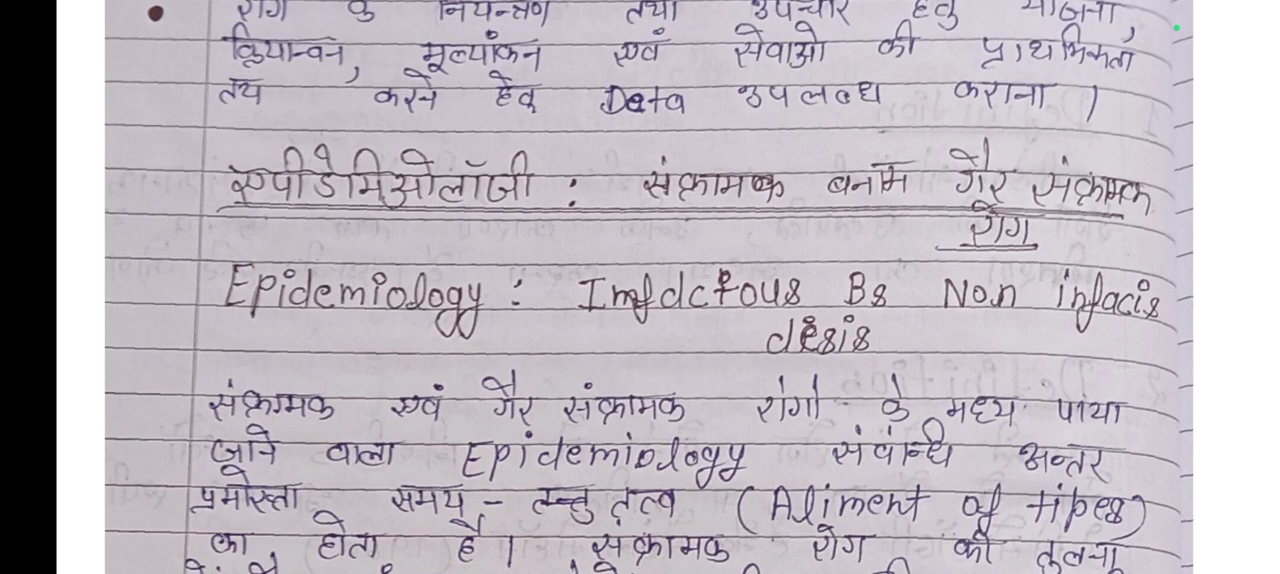 रोग के नियन्त्रण तथा उपचार हेतु योजना,
क्रियान्वन, मूल्यांकन एवं सेवाओ की प्राथमिकता
तय करने हेतु Data उपलब्ध कराना ।
एपीडेमिओलॉजी : संक्रामक बनाम गैर संक्रामक
रोग
Epidemiology : Imfdctous Bs Non infacis
desis
संक्रामक एवं गैर संक्रामक रोगो के मध्य पाया
जाने वाला Epidemiology संबंन्धि अन्तर
समय - तन्तु तत्व (Aliment of tipes)
का होता है । संक्रामक रोग की तुलना